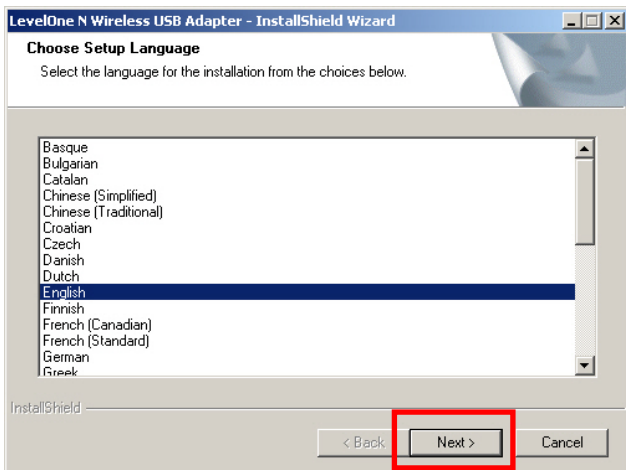 LevelOne N Wireless USB Adapter - InstallShield Wizard
Choose Setup Language
Select the language for the installation from the choices below.
Basque
Bulgarian
Catalan
Chinese (Simplified)
Chinese (Traditional)
Croatian
Czech
Danish
Dutch
English
Finnish
French (Canadian)
French (Standard)
German
Greek
InstallShield
< Back Next > Cancel